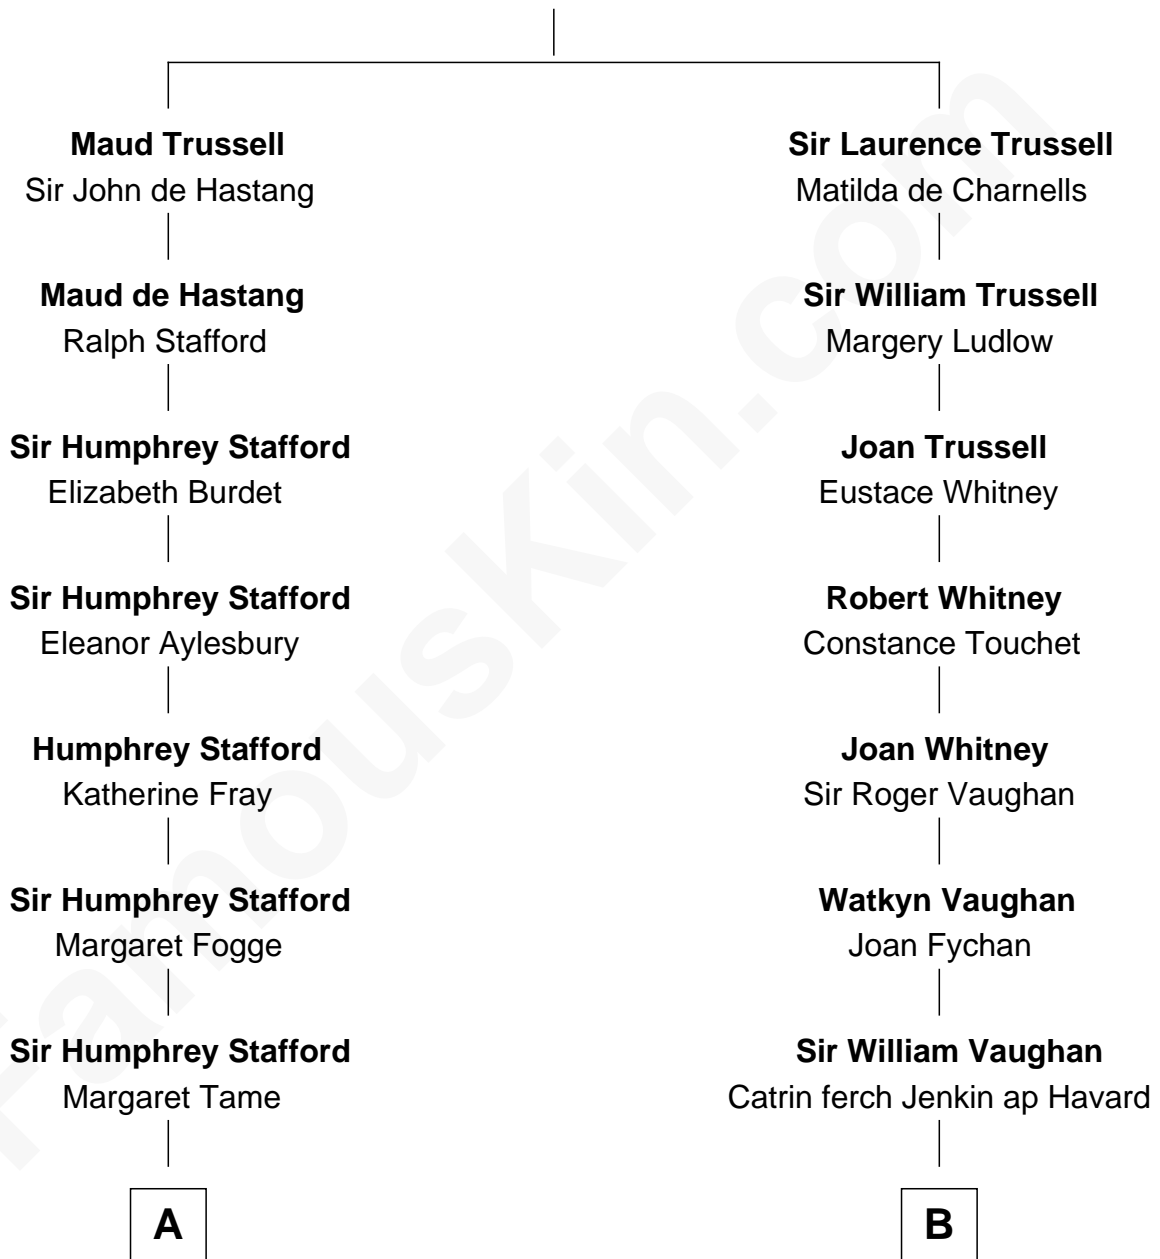 Maud Trussell
Sir John de Hastang
Maud de Hastang
Ralph Stafford
Sir Humphrey Stafford
Elizabeth Burdet
Sir Humphrey Stafford
Eleanor Aylesbury
Humphrey Stafford
Katherine Fray
Sir Humphrey Stafford
Margaret Fogge
Sir Humphrey Stafford
Margaret Tame
A
Sir Laurence Trussell
Matilda de Charnells
Sir William Trussell
Margery Ludlow
Joan Trussell
Eustace Whitney
Robert Whitney
Constance Touchet
Joan Whitney
Sir Roger Vaughan
Watkyn Vaughan
Joan Fychan
Sir William Vaughan
Catrin ferch Jenkin ap Havard
B
FamousKin.com